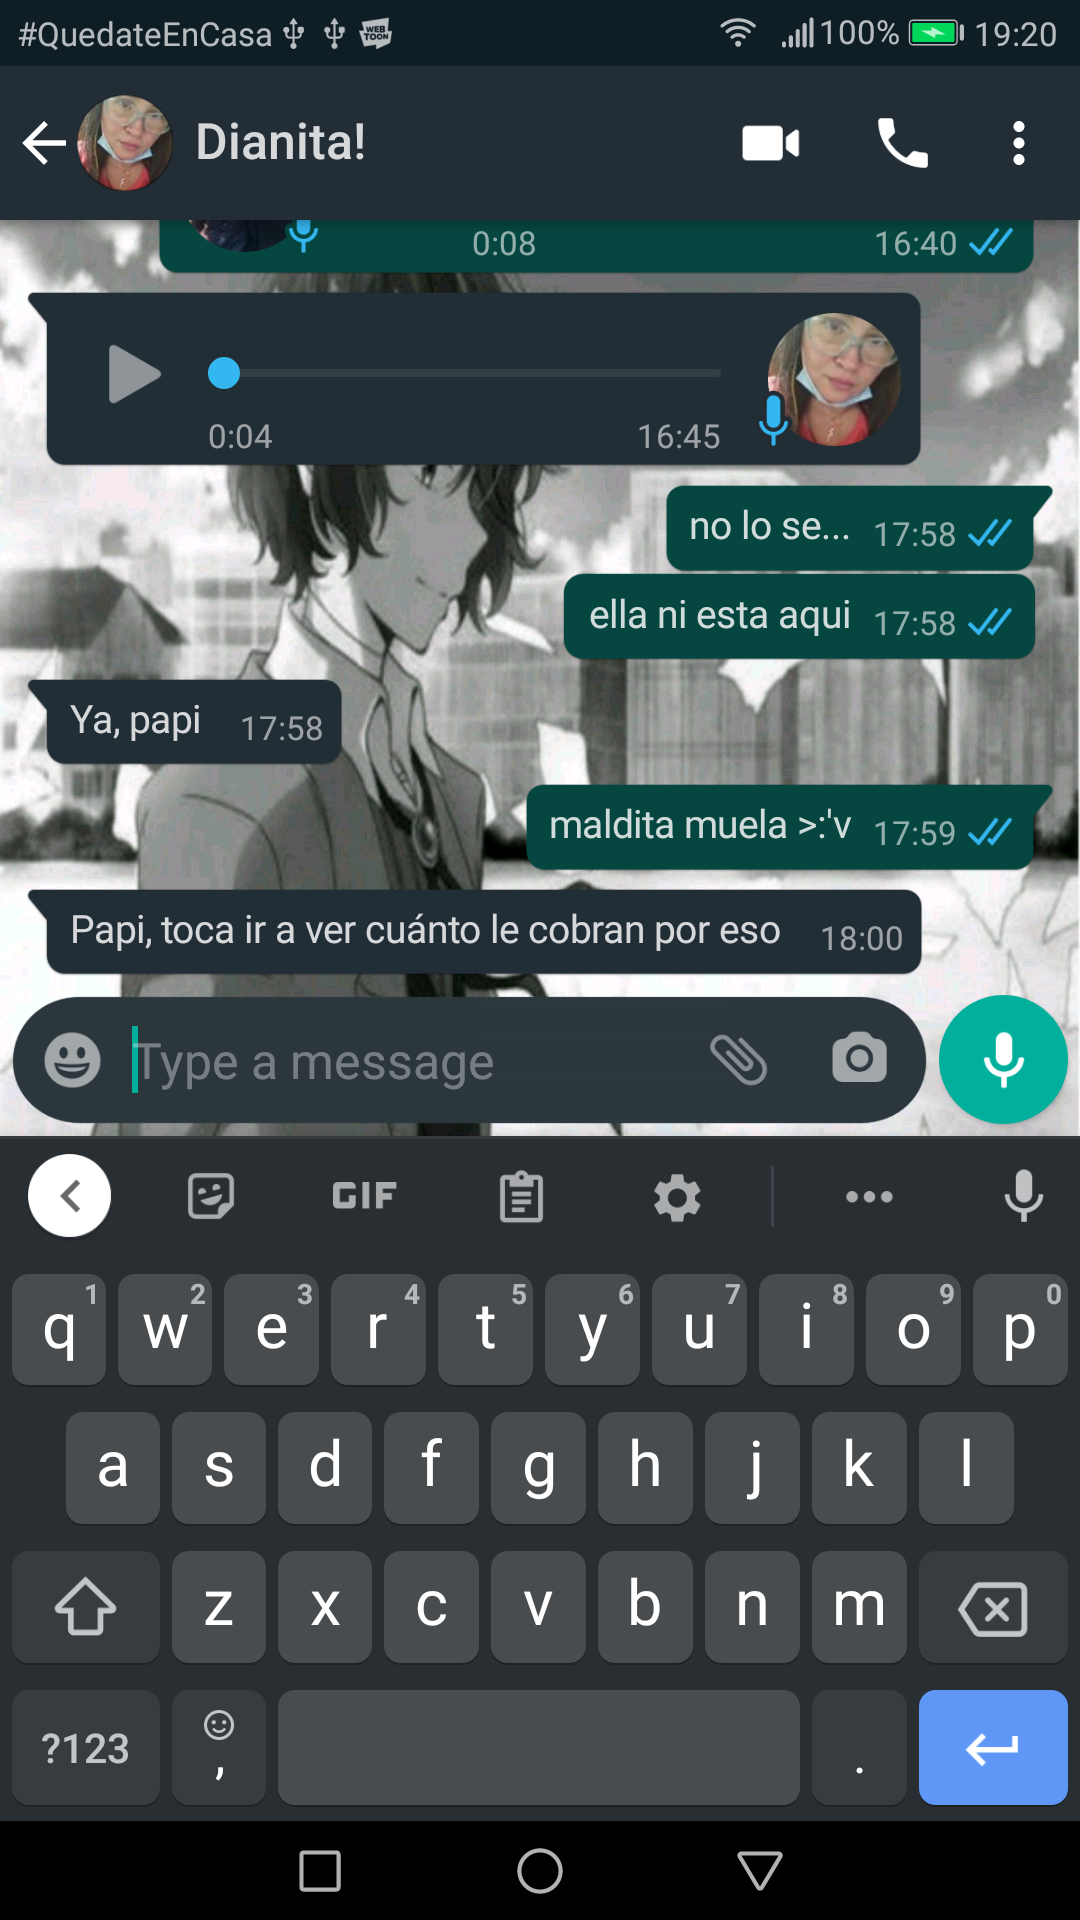 #QuedateEnCasa WEB TOON 100% 19:20
Dianita!
0:08 16:40
0:04 16:45
no lo se... 17:58
ella ni esta aqui 17:58
Ya, papi 17:58
maldita muela >:'v 17:59
Papi, toca ir a ver cuánto le cobran por eso 18:00
Type a message
GIF
q 1 w 2 e 3 r 4 t 5 y 6 u 7 i 8 o 9 p 0
a s d f g h j k l
z x c v b n m
?123 , .